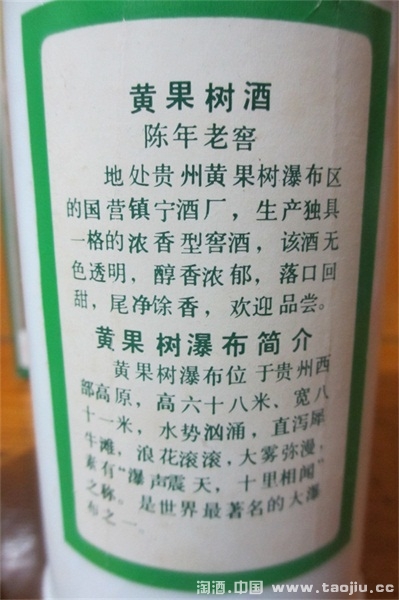 黄果树酒
陈年老窖
地处贵州黄果树瀑布区
的国营镇宁酒厂，生产独具
一格的浓香型窖酒，该酒无
色透明，醇香浓郁，落口回
甜，尾净馀香，欢迎品尝。
黄果树瀑布简介
黄果树瀑布位于贵州西
部高原，高六十八米、宽八
十一米，水势汹涌，直泻犀
牛滩，浪花滚滚，大雾弥漫，
素有“瀑声震天，十里相闻”
之称。是世界最著名的大瀑
布之一。
淘酒.中国 www.taojiu.cc